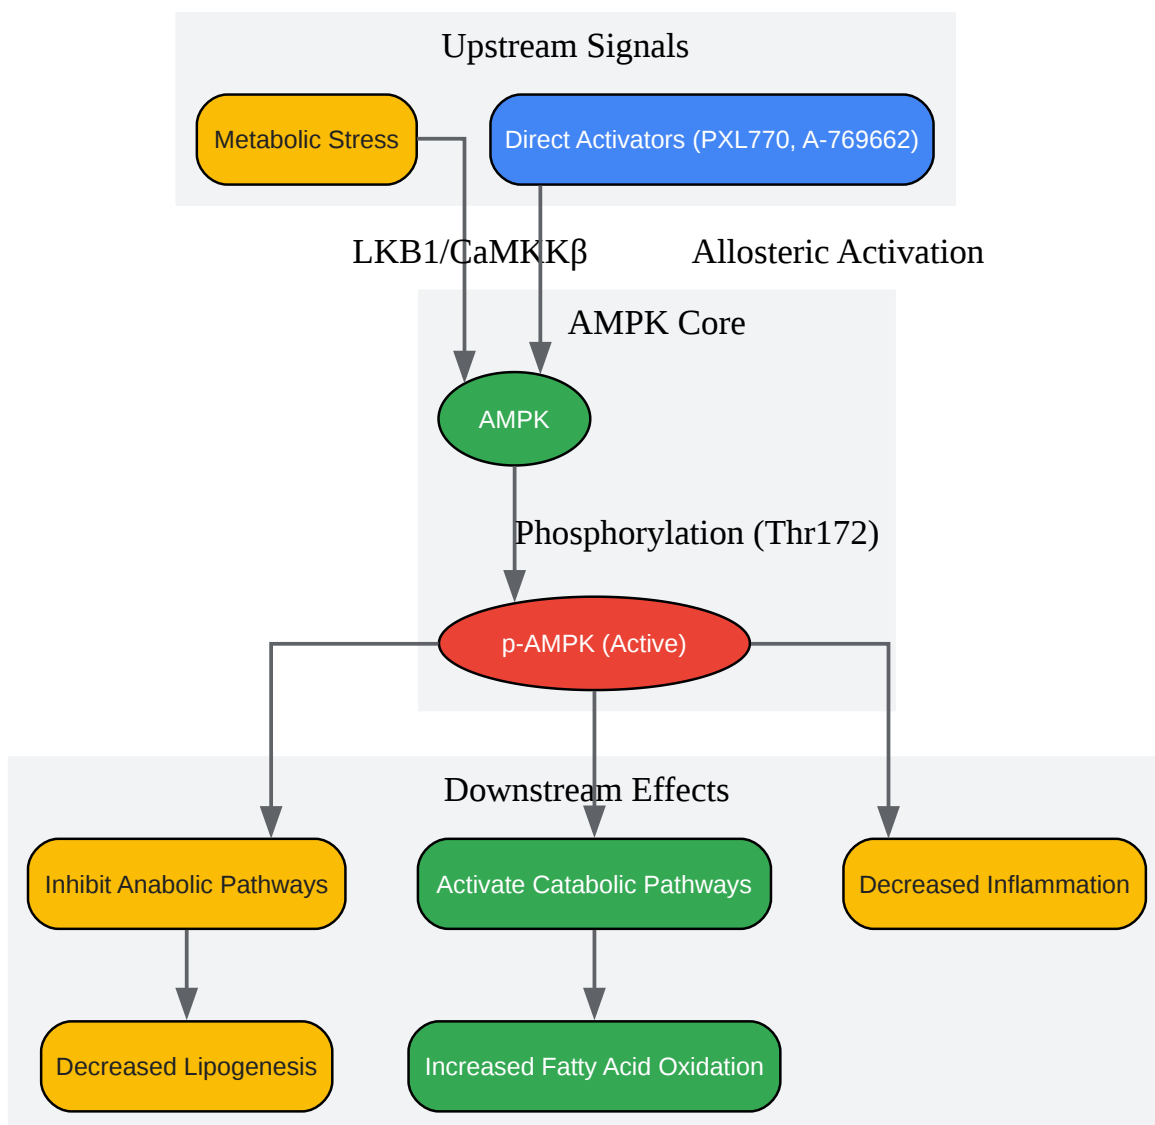 Upstream Signals
Metabolic Stress
Direct Activators (PXL770, A-769662)
LKB1/CaMKKβ
Allosteric Activation
AMPK Core
AMPK
Phosphorylation (Thr172)
p-AMPK (Active)
Downstream Effects
Inhibit Anabolic Pathways
Activate Catabolic Pathways
Decreased Inflammation
Decreased Lipogenesis
Increased Fatty Acid Oxidation